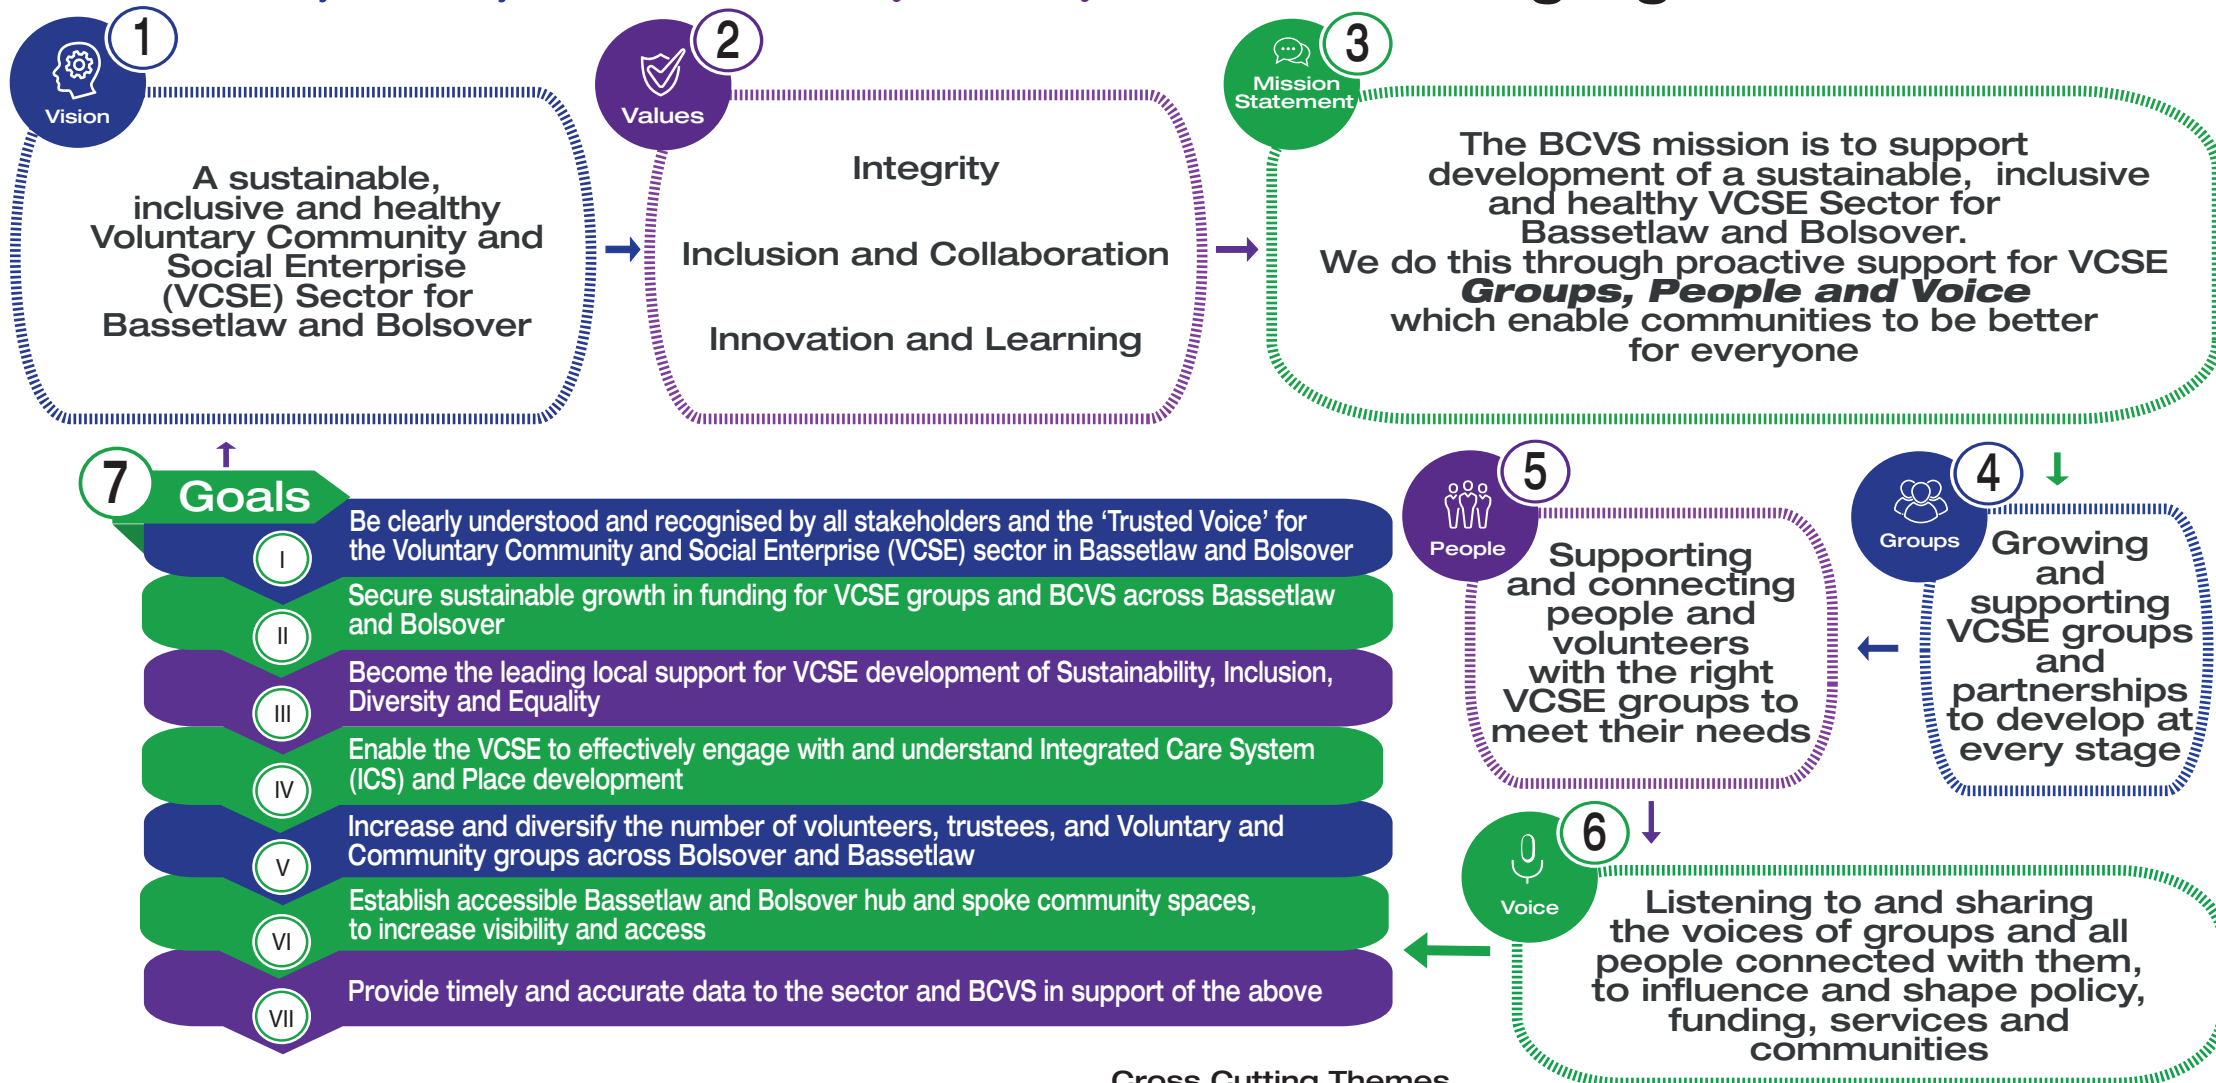 1
Vision
A sustainable,
inclusive and healthy
Voluntary Community and
Social Enterprise
(VCSE) Sector for
Bassetlaw and Bolsover
2
Values
Integrity
Inclusion and Collaboration
Innovation and Learning
3
Mission
Statement
The BCVS mission is to support
development of a sustainable, inclusive
and healthy VCSE Sector for
Bassetlaw and Bolsover.
We do this through proactive support for VCSE
Groups, People and Voice
which enable communities to be better
for everyone
4
Groups
Growing
and
supporting
VCSE groups
and
partnerships
to develop at
every stage
5
People
Supporting
and connecting
people and
volunteers
with the right
VCSE groups to
meet their needs
6
Voice
Listening to and sharing
the voices of groups and all
people connected with them,
to influence and shape policy,
funding, services and
communities
7
Goals
I
Be clearly understood and recognised by all stakeholders and the ‘Trusted Voice’ for
the Voluntary Community and Social Enterprise (VCSE) sector in Bassetlaw and Bolsover
II
Secure sustainable growth in funding for VCSE groups and BCVS across Bassetlaw
and Bolsover
III
Become the leading local support for VCSE development of Sustainability, Inclusion,
Diversity and Equality
IV
Enable the VCSE to effectively engage with and understand Integrated Care System
(ICS) and Place development
V
Increase and diversify the number of volunteers, trustees, and Voluntary and
Community groups across Bolsover and Bassetlaw
VI
Establish accessible Bassetlaw and Bolsover hub and spoke community spaces,
to increase visibility and access
VII
Provide timely and accurate data to the sector and BCVS in support of the above
Cross Cutting Themes